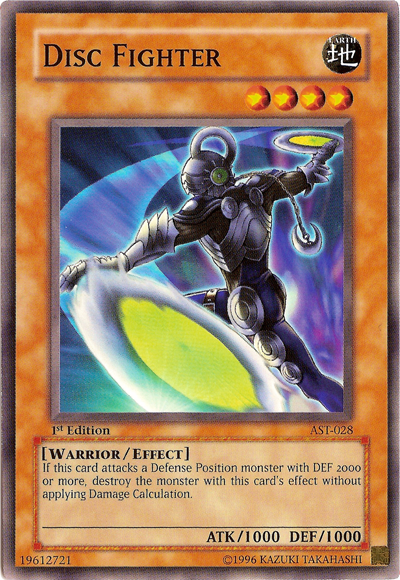 DISC FIGHTER
EARTH
地
1st Edition
AST-028
[WARRIOR/EFFECT]
If this card attacks a Defense Position monster with DEF 2000
or more, destroy the monster with this card's effect without
applying Damage Calculation.
ATK/1000 DEF/1000
19612721
©1996 KAZUKI TAKAHASHI